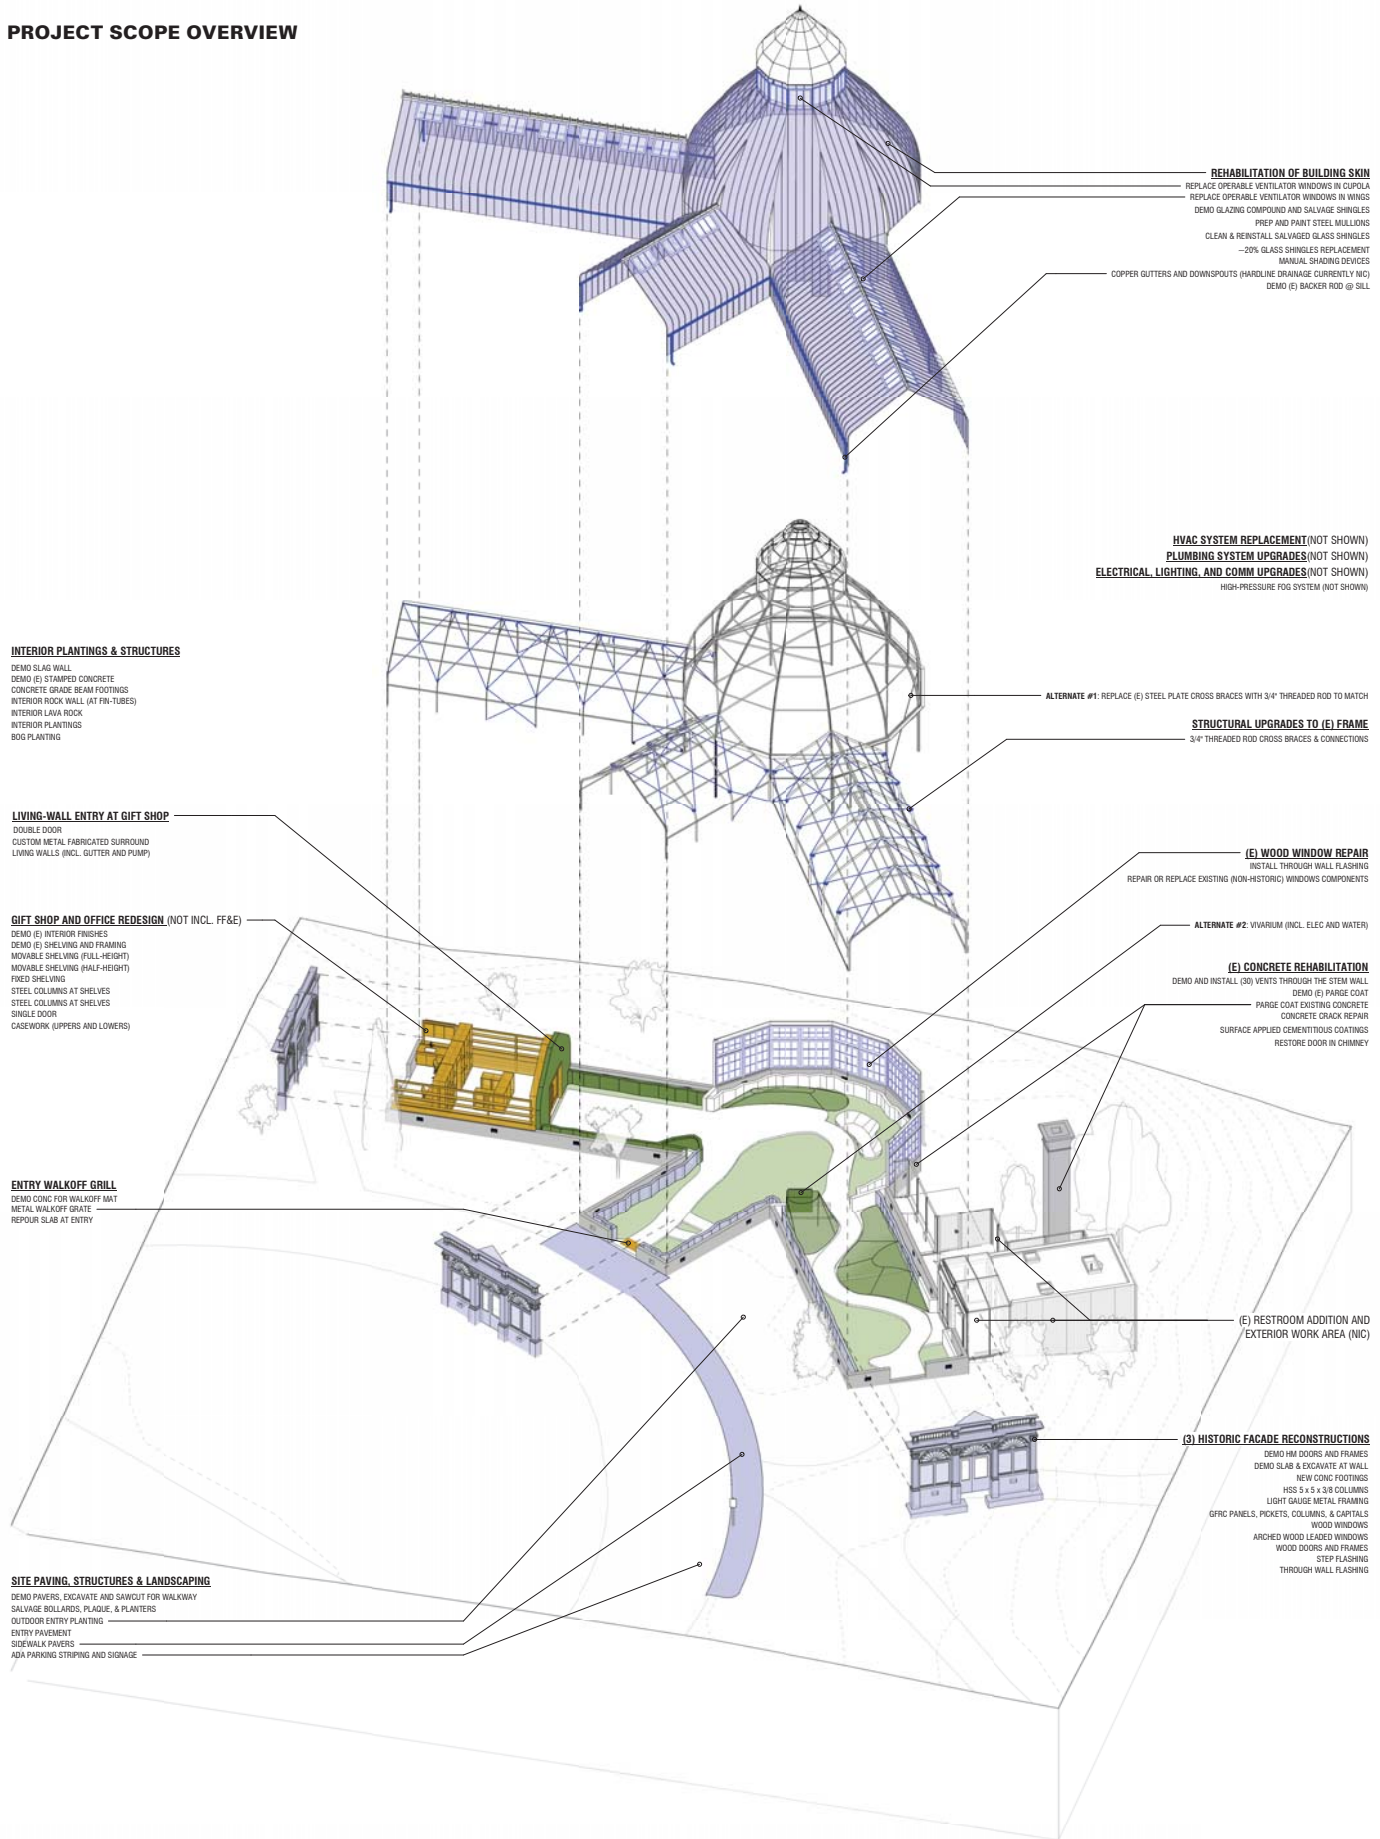 PROJECT SCOPE OVERVIEW
REHABILITATION OF BUILDING SKIN
REPLACE OPERABLE VENTILATOR WINDOWS IN CUPOLA
REPLACE OPERABLE VENTILATOR WINDOWS IN WINGS
DEMO GLAZING COMPOUND AND SALVAGE SHINGLES
PREP AND PAINT STEEL MULLIONS
CLEAN & REINSTALL SALVAGED GLASS SHINGLES
~20% GLASS SHINGLES REPLACEMENT
MANUAL SHADING DEVICES
COPPER GUTTERS AND DOWNSPOUTS (HARDLINE DRAINAGE CURRENTLY NIC)
DEMO (E) BACKER ROD @ SILL
HVAC SYSTEM REPLACEMENT(NOT SHOWN)
PLUMBING SYSTEM UPGRADES(NOT SHOWN)
ELECTRICAL, LIGHTING, AND COMM UPGRADES(NOT SHOWN)
HIGH-PRESSURE FOG SYSTEM (NOT SHOWN)
INTERIOR PLANTINGS & STRUCTURES
DEMO SLAG WALL
DEMO (E) STAMPED CONCRETE
CONCRETE GRADE BEAM FOOTINGS
INTERIOR ROCK WALL (AT FIN-TUBES)
INTERIOR LAVA ROCK
INTERIOR PLANTINGS
BOG PLANTING
ALTERNATE #1: REPLACE (E) STEEL PLATE CROSS BRACES WITH 3/4" THREADED ROD TO MATCH
STRUCTURAL UPGRADES TO (E) FRAME
3/4" THREADED ROD CROSS BRACES & CONNECTIONS
LIVING-WALL ENTRY AT GIFT SHOP
DOUBLE DOOR
CUSTOM METAL FABRICATED SURROUND
LIVING WALLS (INCL. GUTTER AND PUMP)
(E) WOOD WINDOW REPAIR
INSTALL THROUGH WALL FLASHING
REPAIR OR REPLACE EXISTING (NON-HISTORIC) WINDOWS COMPONENTS
GIFT SHOP AND OFFICE REDESIGN (NOT INCL. FF&E)
DEMO (E) INTERIOR FINISHES
DEMO (E) SHELVING AND FRAMING
MOVABLE SHELVING (FULL-HEIGHT)
MOVABLE SHELVING (HALF-HEIGHT)
FIXED SHELVING
STEEL COLUMNS AT SHELVES
STEEL COLUMNS AT SHELVES
SINGLE DOOR
CASEWORK (UPPERS AND LOWERS)
ALTERNATE #2: VIVARIUM (INCL. ELEC AND WATER)
(E) CONCRETE REHABILITATION
DEMO AND INSTALL (30) VENTS THROUGH THE STEM WALL
DEMO (E) PARGE COAT
PARGE COAT EXISTING CONCRETE
CONCRETE CRACK REPAIR
SURFACE APPLIED CEMENTITIOUS COATINGS
RESTORE DOOR IN CHIMNEY
ENTRY WALKOFF GRILL
DEMO CONC FOR WALKOFF MAT
METAL WALKOFF GRATE
REPOUR SLAB AT ENTRY
(E) RESTROOM ADDITION AND
EXTERIOR WORK AREA (NIC)
(3) HISTORIC FACADE RECONSTRUCTIONS
DEMO HM DOORS AND FRAMES
DEMO SLAB & EXCAVATE AT WALL
NEW CONC FOOTINGS
HSS 5 x 5 x 3/8 COLUMNS
LIGHT GAUGE METAL FRAMING
GFRC PANELS, PICKETS, COLUMNS, & CAPITALS
WOOD WINDOWS
ARCHED WOOD LEADED WINDOWS
WOOD DOORS AND FRAMES
STEP FLASHING
THROUGH WALL FLASHING
SITE PAVING, STRUCTURES & LANDSCAPING
DEMO PAVERS, EXCAVATE AND SAWCUT FOR WALKWAY
SALVAGE BOLLARDS, PLAQUE, & PLANTERS
OUTDOOR ENTRY PLANTING
ENTRY PAVEMENT
SIDEWALK PAVERS
ADA PARKING STRIPING AND SIGNAGE